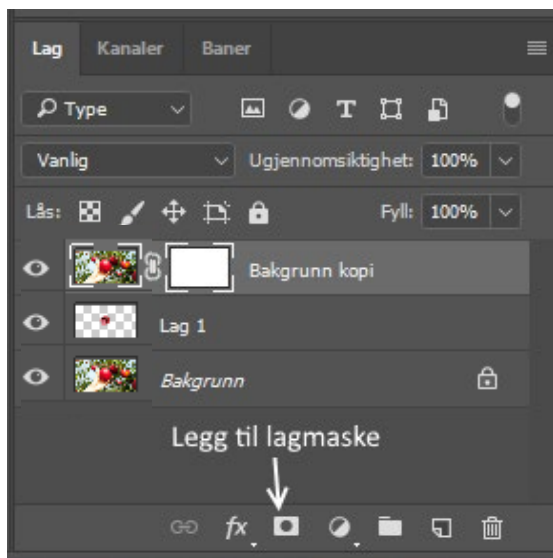 Lag Kanaler Baner
Type T
Vanlig Ugjennomsiktighet: 100%
Lås: Fyll: 100%
Bakgrunn kopi
Lag 1
Bakgrunn
Legg til lagmaske
fx